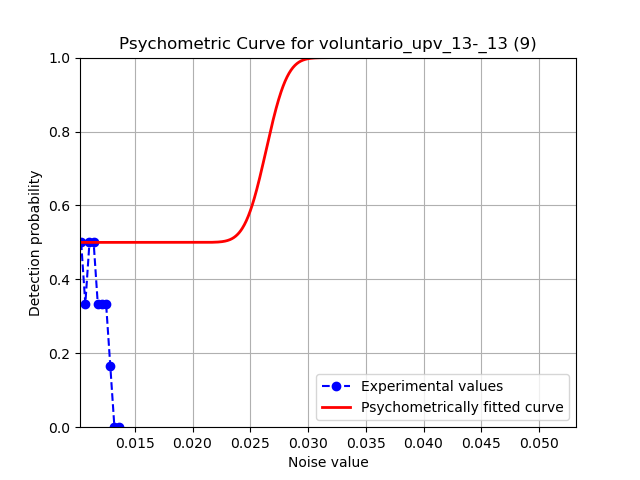 Psychometric Curve for voluntario_upv_13-_13 (9)
1.0
0.8
0.6
0.4
0.2
0.0
Detection probability
Experimental values
Psychometrically fitted curve
0.015 0.020 0.025 0.030 0.035 0.040 0.045 0.050
Noise value